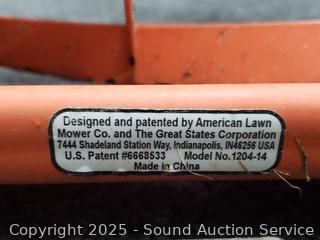 Designed and patented by American Lawn
Mower Co. and The Great States Corporation
7444 Shadeland Station Way, Indianapolis, IN46256 USA
U.S. Patent #6668533 Model No.1204-14
Made in China
Copyright © 2025 - Sound Auction Service